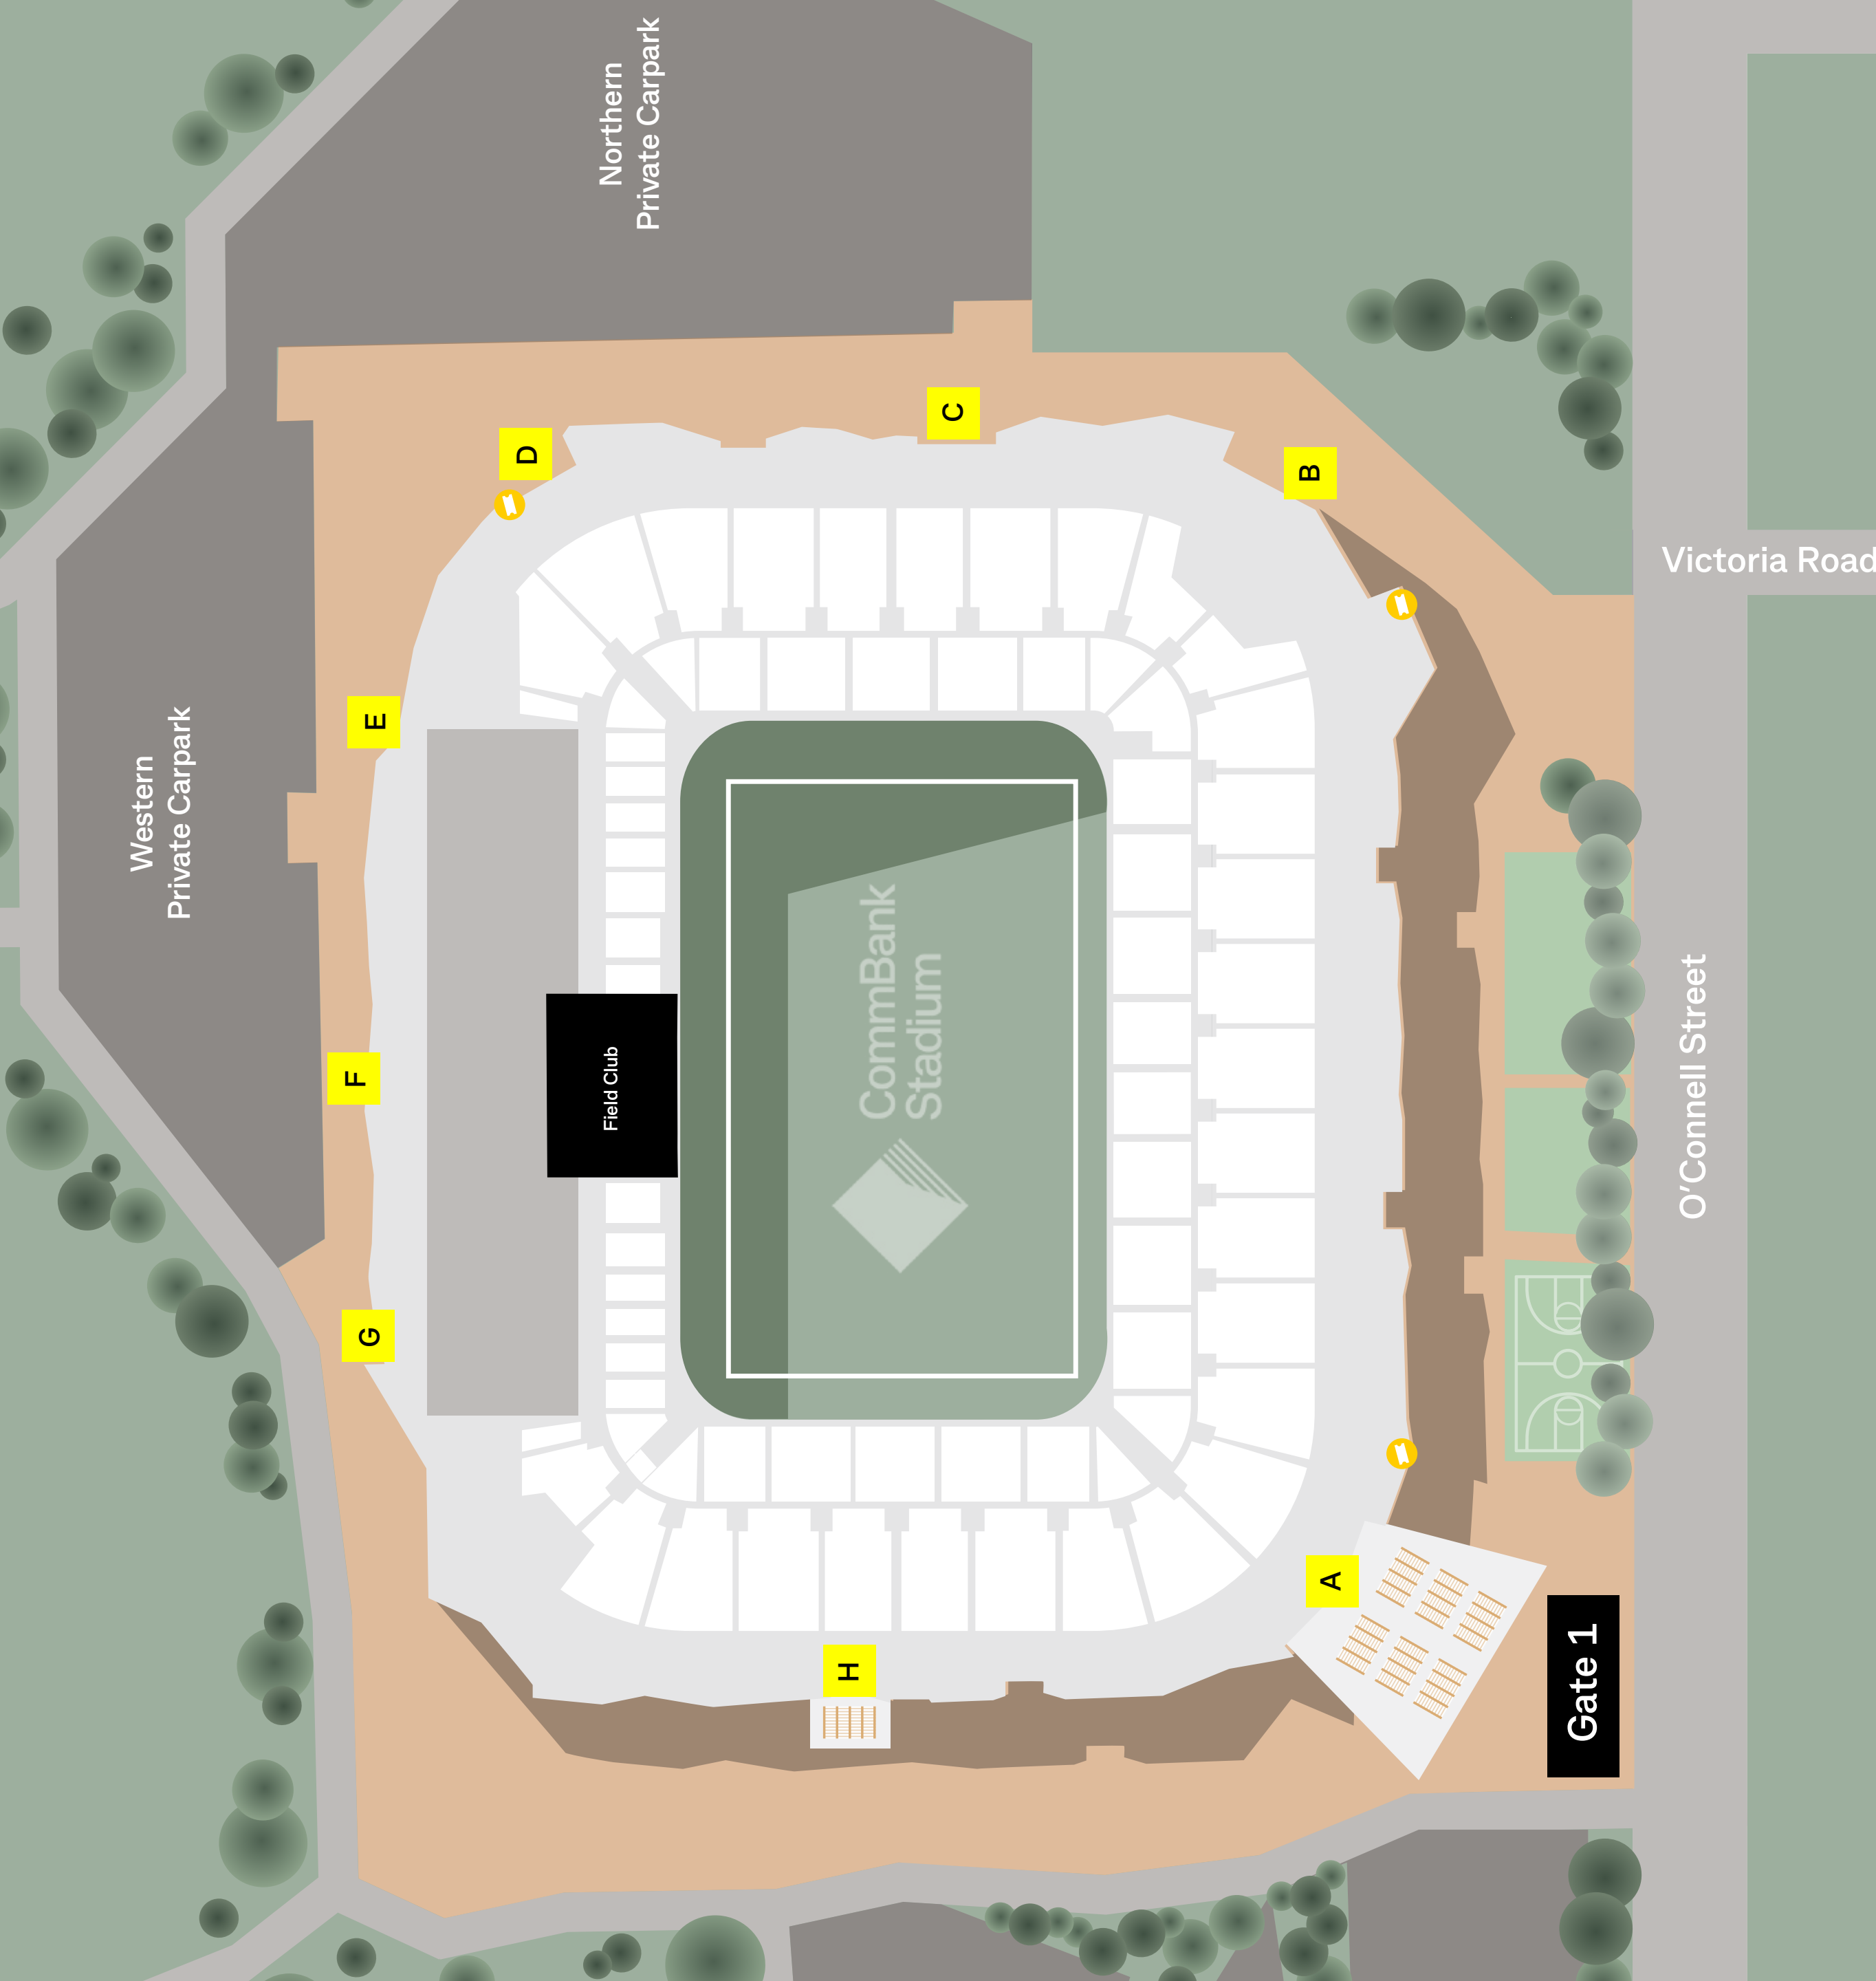 Northern
Private Carpark
C
D
B
Victoria Road
E
Western
Private Carpark
CommBank
Stadium
Field Club
F
O'Connell Street
G
A
H
Gate 1